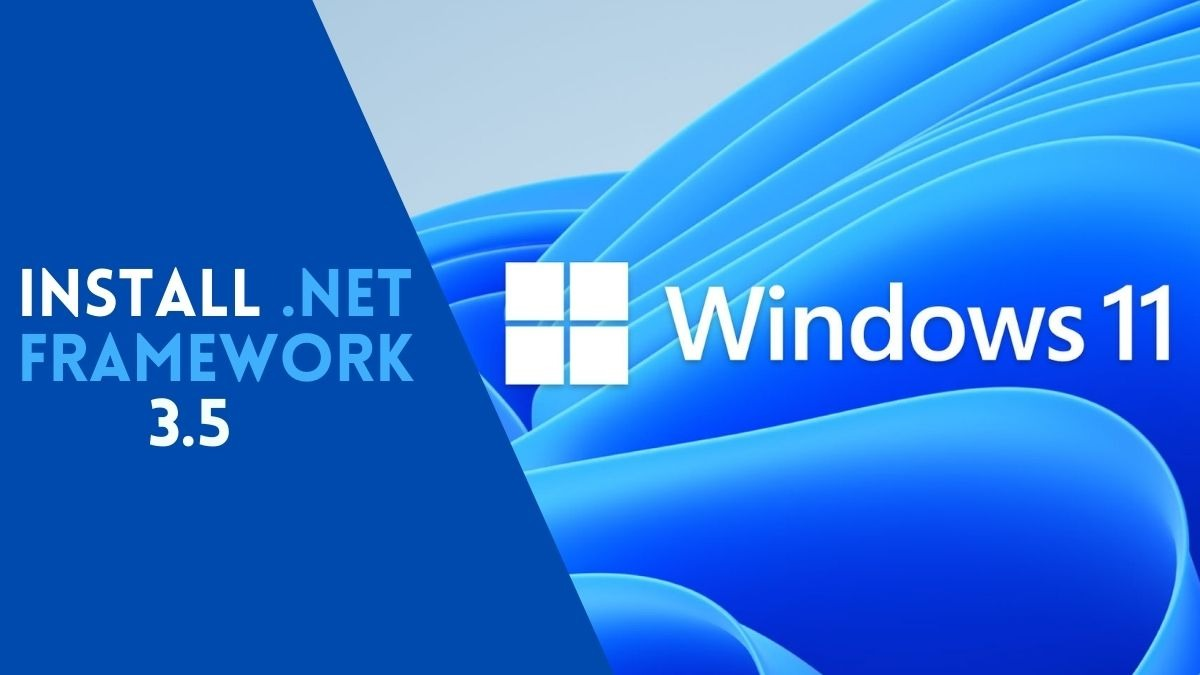 INSTALL .NET
FRAMEWORK
3.5
Windows 11